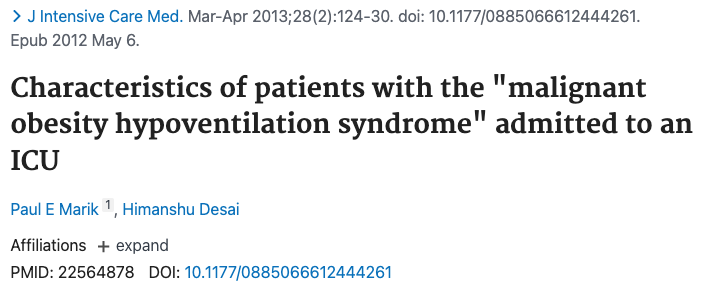 > J Intensive Care Med. Mar-Apr 2013;28(2):124-30. doi: 10.1177/0885066612444261.
Epub 2012 May 6.
Characteristics of patients with the "malignant
obesity hypoventilation syndrome" admitted to an
ICU
Paul E Marik 1, Himanshu Desai
Affiliations + expand
PMID: 22564878 DOI: 10.1177/0885066612444261